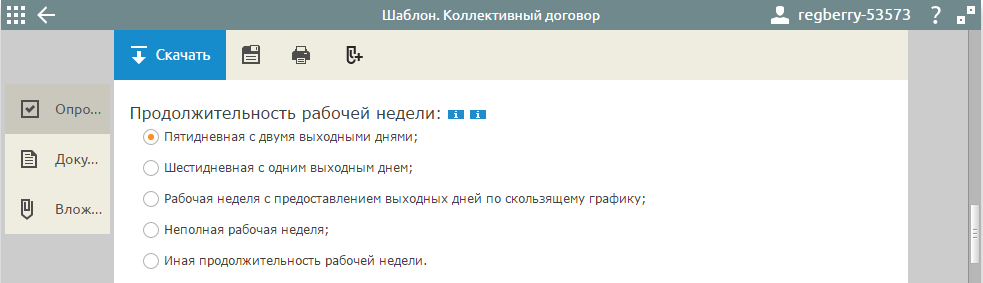 Шаблон. Коллективный договор
regberry-53573
?
Скачать
Опро...
Доку...
Влож...
Продолжительность рабочей недели: i i
Пятидневная с двумя выходными днями;
Шестидневная с одним выходным днем;
Рабочая неделя с предоставлением выходных дней по скользящему графику;
Неполная рабочая неделя;
Иная продолжительность рабочей недели.